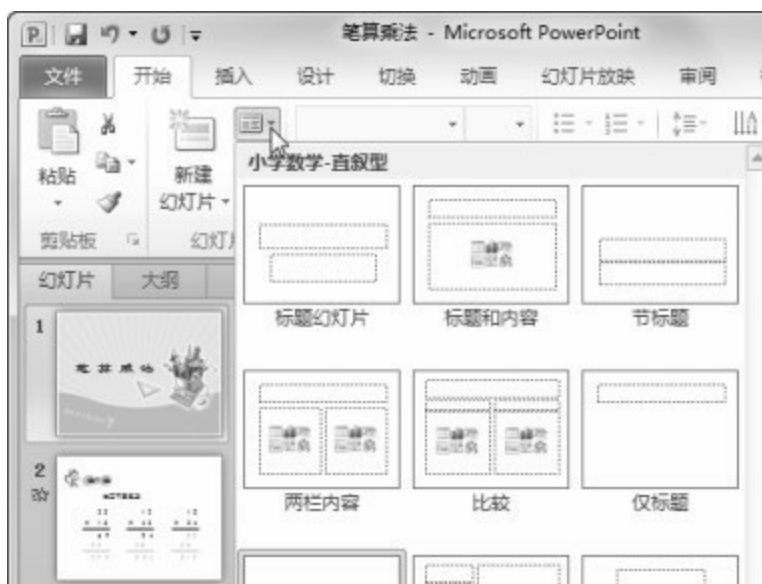 笔算乘法 - Microsoft PowerPoint
文件 开始 插入 设计 切换 动画 幻灯片放映 审阅
粘贴
新建
幻灯片
剪贴板
小学数学-直叙型
标题幻灯片 标题和内容 节标题
两栏内容 比较 仅标题
幻灯片 大纲
1
2